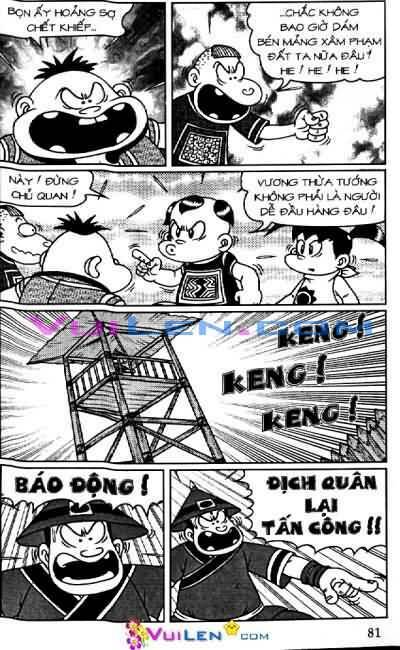 BỌN ẤY HOẢNG SỢ
CHẾT KHIẾP...
...CHẮC KHÔNG
BAO GIỜ DÁM
BÉN MẢNG XÂM PHẠM
ĐẤT TA NỮA ĐÂU!
HE! HE! HE!
NÀY! ĐỪNG
CHỦ QUAN!
VƯƠNG THỪA TƯỚNG
KHÔNG PHẢI LÀ NGƯỜI
DỄ ĐẦU HÀNG ĐÂU!
VuiLen.com
KENG!
KENG!
KENG!
BÁO ĐỘNG!
ĐỊCH QUÂN
LẠI
TẤN CÔNG!!
81
VuiLen.com